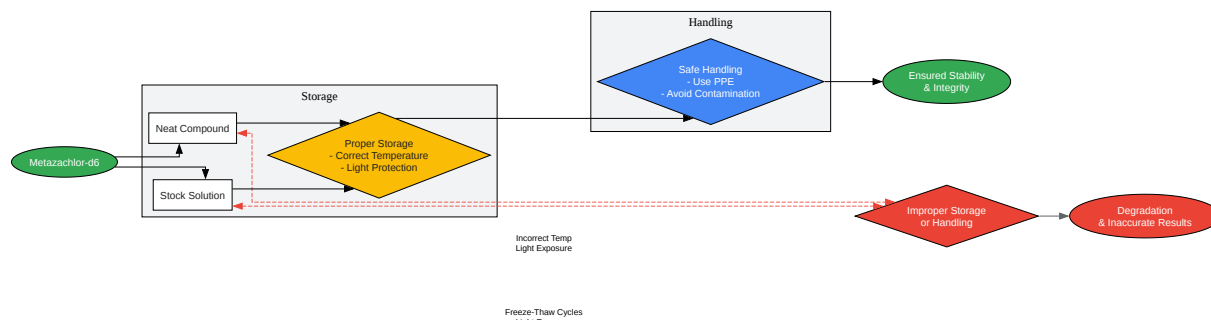 Handling
Safe Handling
- Use PPE
- Avoid Contamination
Ensured Stability
& Integrity
Storage
Neat Compound
Proper Storage
- Correct Temperature
- Light Protection
Metazachlor-d6
Stock Solution
Improper Storage
or Handling
Degradation
& Inaccurate Results
Incorrect Temp
Light Exposure
Freeze-Thaw Cycles